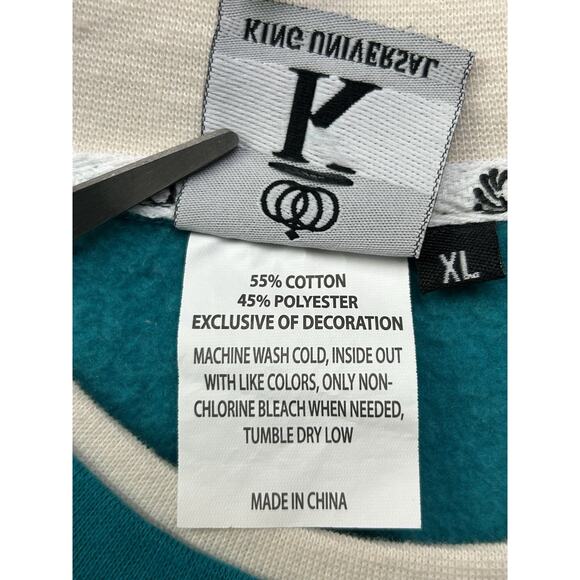 KING UNIVERSAL
K
XL
55% COTTON
45% POLYESTER
EXCLUSIVE OF DECORATION
MACHINE WASH COLD, INSIDE OUT
WITH LIKE COLORS, ONLY NON-
CHLORINE BLEACH WHEN NEEDED,
TUMBLE DRY LOW
MADE IN CHINA